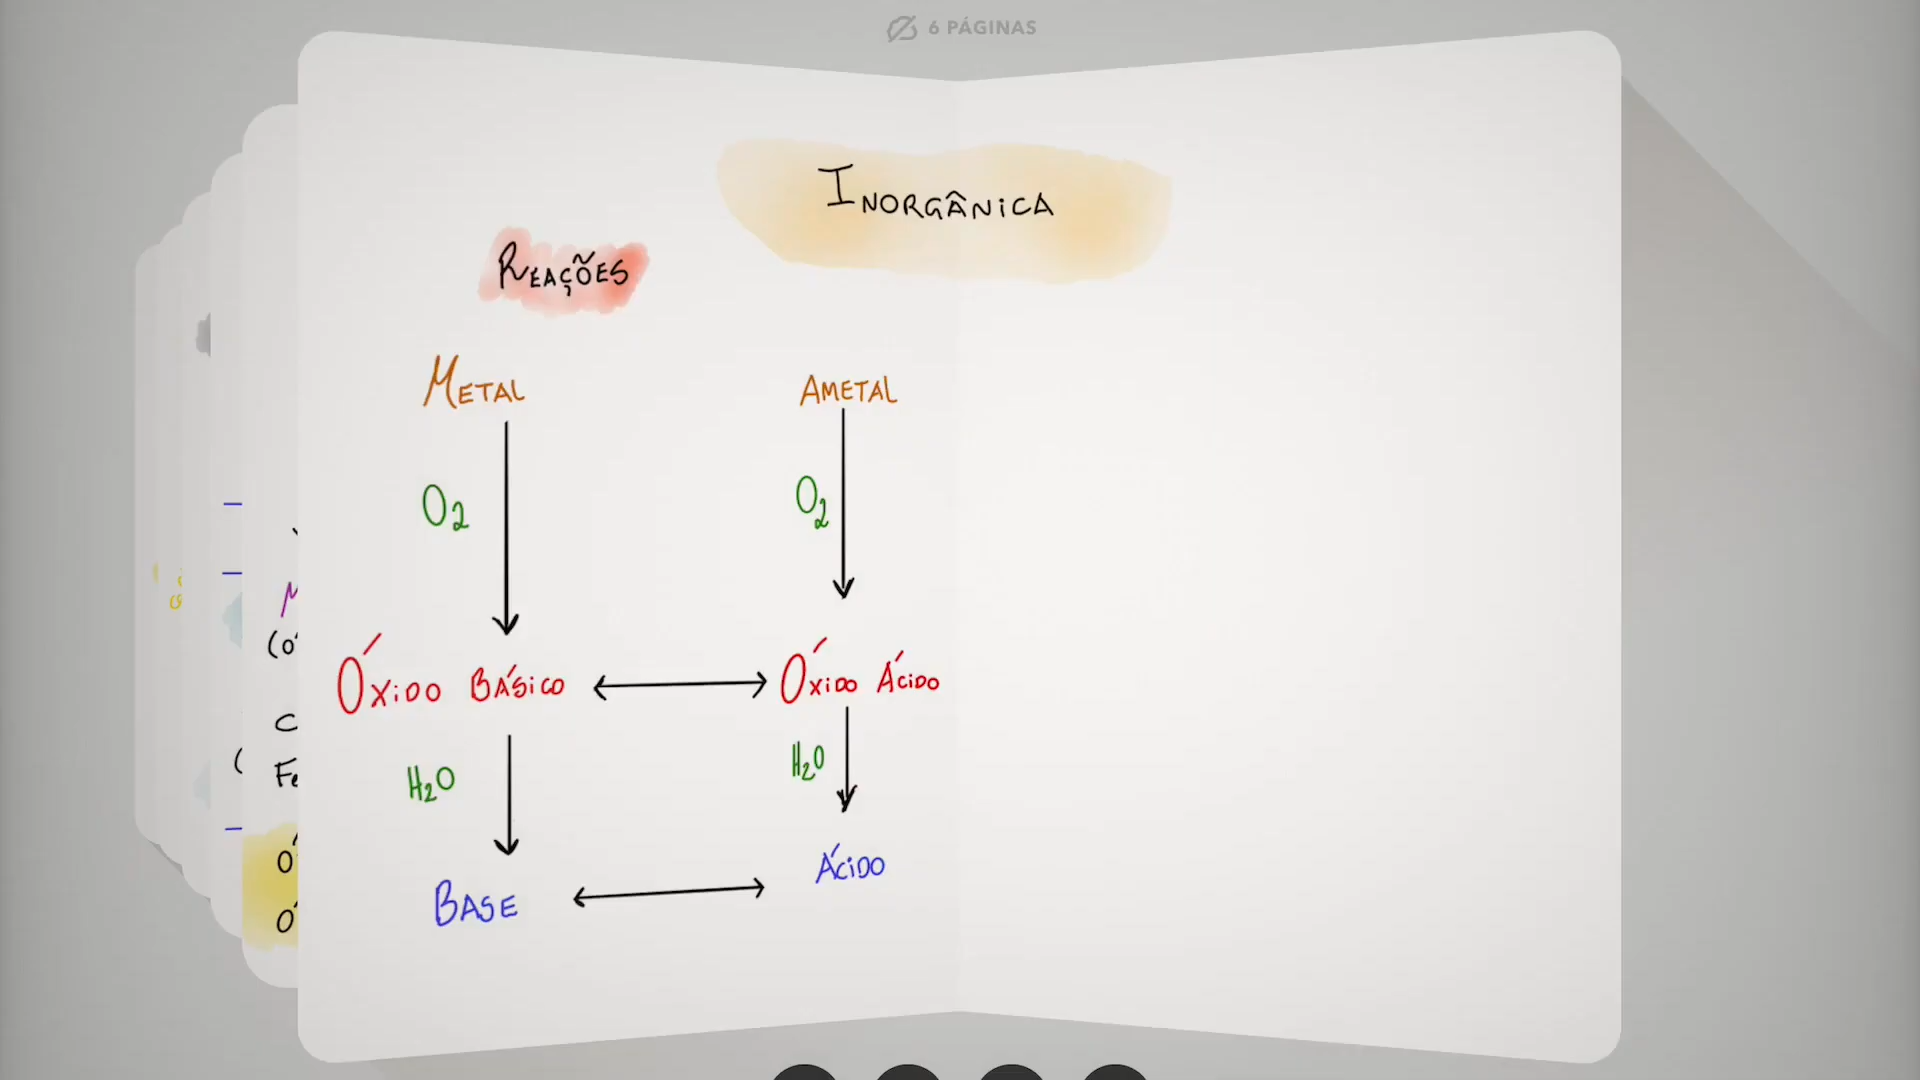 6 PÁGINAS
INORGÂNICA
REAÇÕES
METAL AMETAL
O2 O2
ÓXIDO BÁSICO ÓXIDO ÁCIDO
H2O H2O
BASE ÁCIDO